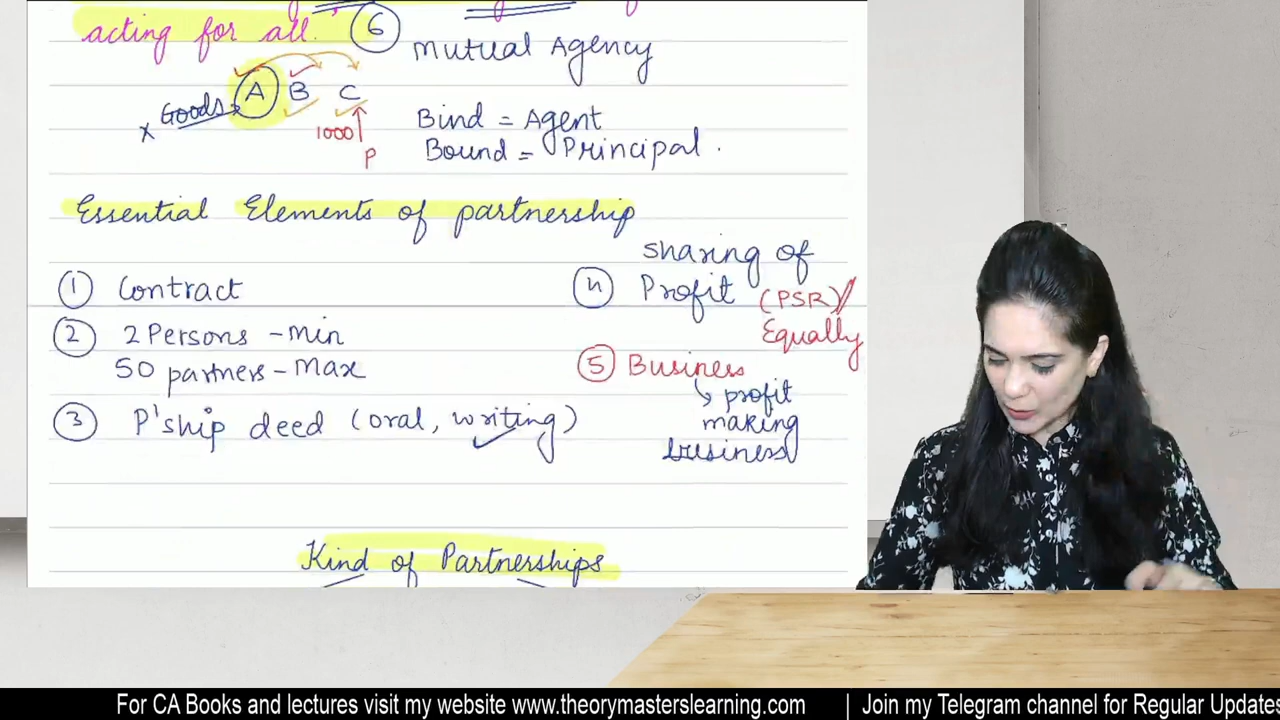 acting for all." 6
Mutual Agency
A B C
x Goods
1000
P
Bind = Agent
Bound = Principal.
Essential Elements of partnership
1 Contract
2 2 Persons - Min
50 partners - Max
3 P'ship deed (oral, writing)
sharing of
4 Profit (PSR)/
Equally
5 Business
↳ profit
making
business
Kind of Partnerships
For CA Books and lectures visit my website www.theorymasterslearning.com | Join my Telegram channel for Regular Updates